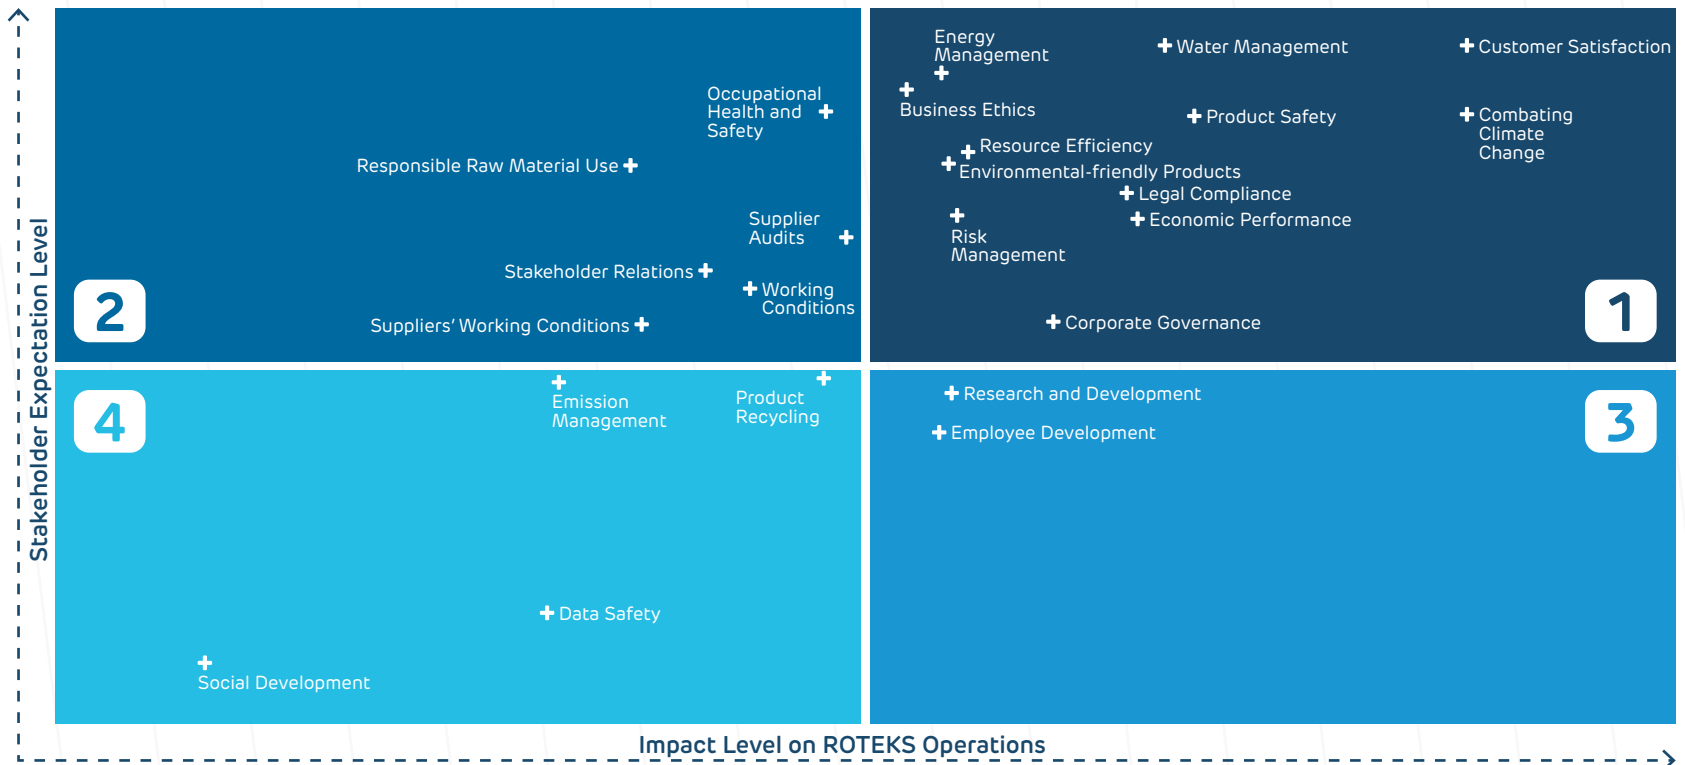 Stakeholder Expectation Level
Occupational
Health and
Safety
Responsible Raw Material Use
Supplier
Audits
Stakeholder Relations
Working
Conditions
Suppliers’ Working Conditions
2
Energy
Management
Water Management
Customer Satisfaction
Business Ethics
Product Safety
Combating
Climate
Change
Resource Efficiency
Environmental-friendly Products
Legal Compliance
Economic Performance
Risk
Management
Corporate Governance
1
4
Emission
Management
Product
Recycling
Data Safety
Social Development
Research and Development
Employee Development
3
Impact Level on ROTEKS Operations